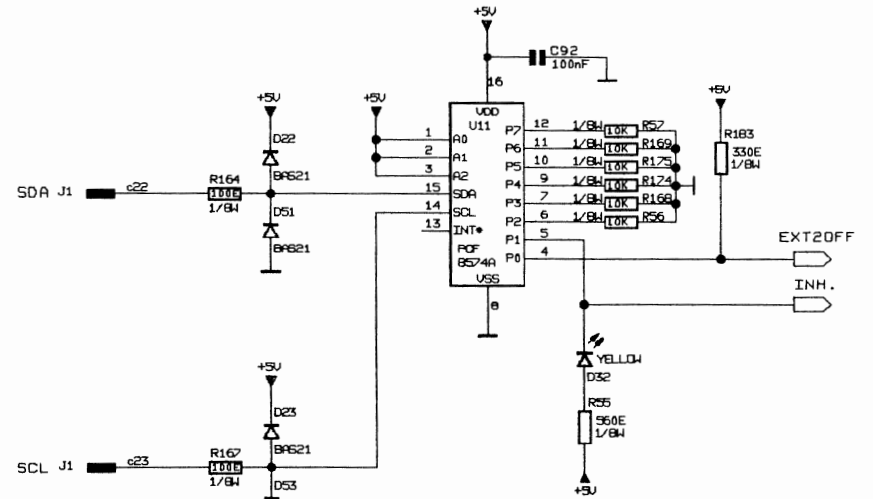 +5V
C92
100nF
16
+5V
+5V
+5V
VDD
U11
D22
BAS21
1 A0
2 A1
3 A2
P7 12 1/8W 10K R57
P6 11 1/8W 10K R169
P5 10 1/8W 10K R175
P4 9 1/8W 10K R174
P3 7 1/8W 10K R168
P2 6 1/8W 10K R56
P1 5
P0 4
R183
330E
1/8W
SDA J1 c22
R164
100E
1/8W
15 SDA
14 SCL
13 INT*
PCF
8574A
VSS
8
D51
BAS21
EXT2OFF
INH.
YELLOW
D32
R55
560E
1/8W
+5V
+5V
D23
BAS21
SCL J1 c23
R167
100E
1/8W
D53